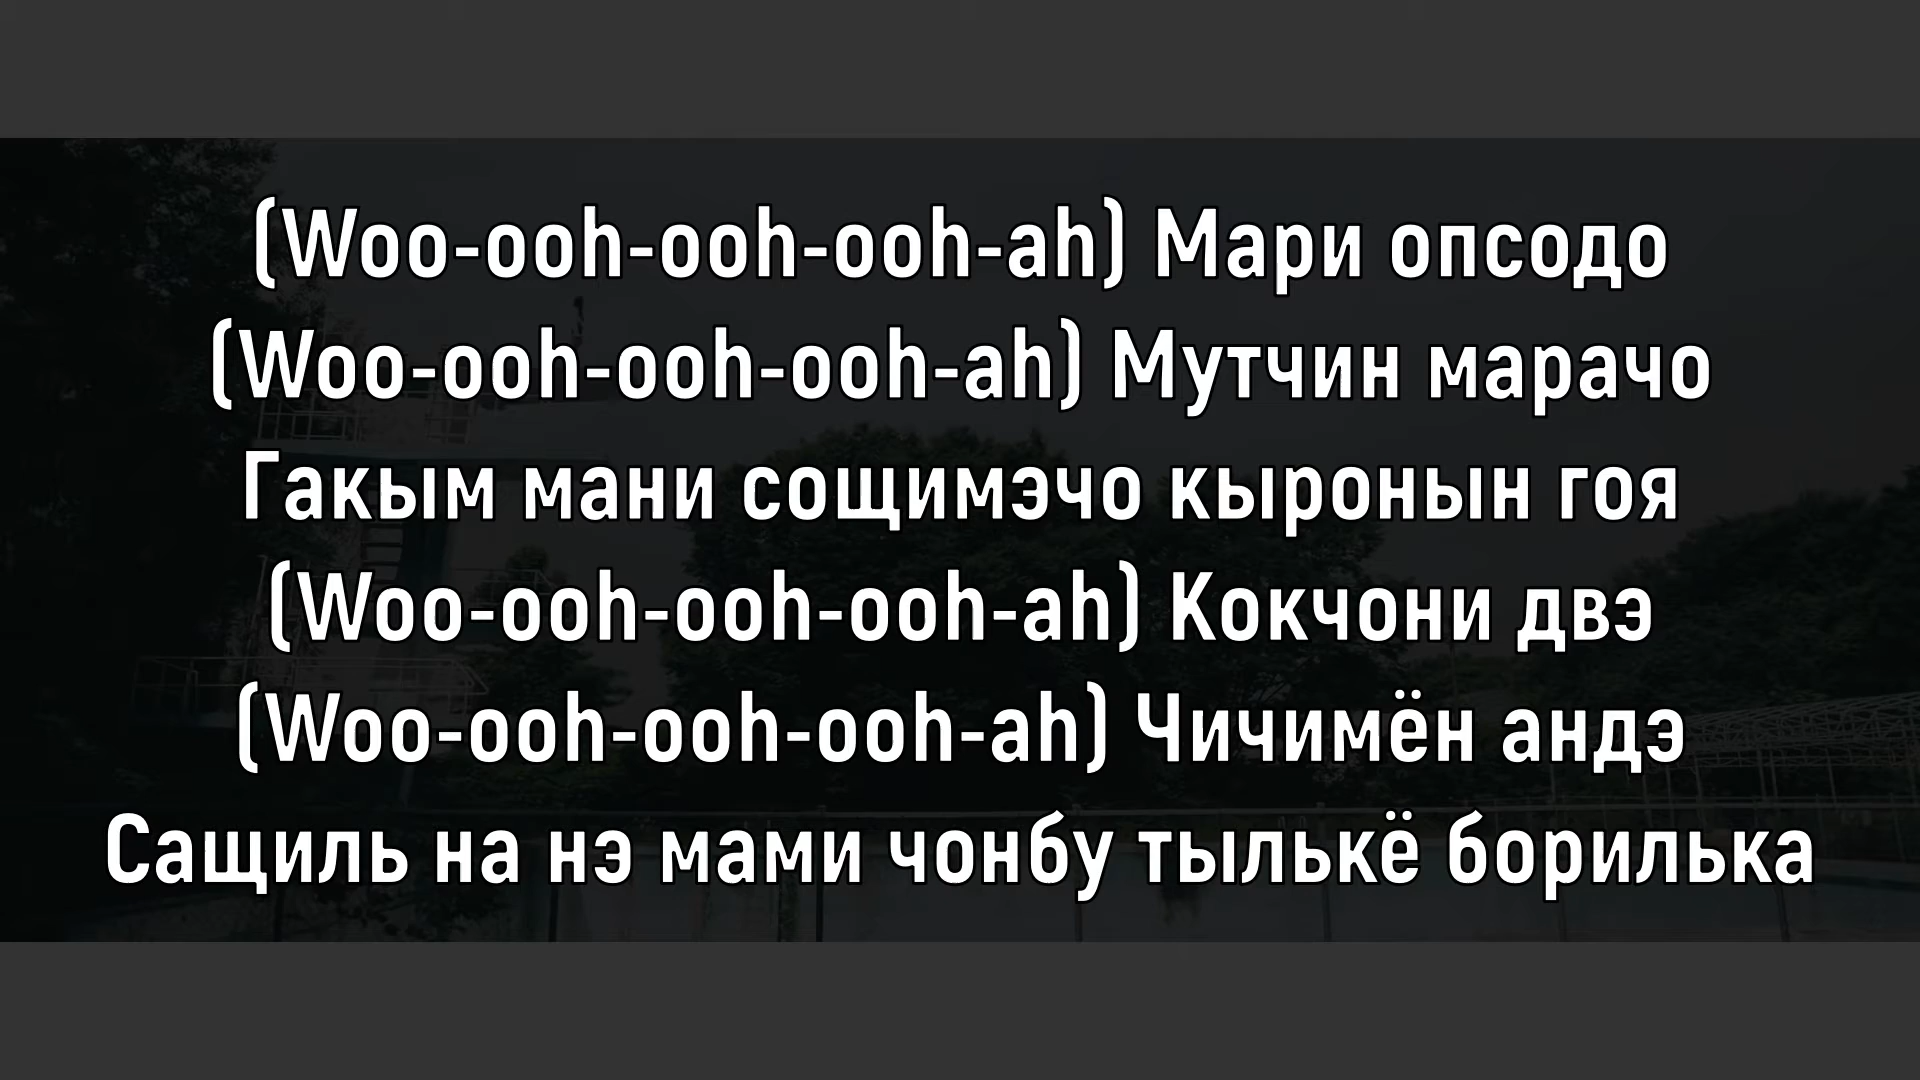 (Woo-ooh-ooh-ooh-ah) Мари опсодо
(Woo-ooh-ooh-ooh-ah) Мутчин марачо
Гакым мани сощимэчо кыронын гоя
(Woo-ooh-ooh-ooh-ah) Кокчони двэ
(Woo-ooh-ooh-ooh-ah) Чичимён андэ
Сащиль на нэ мами чонбу тылькё борилька